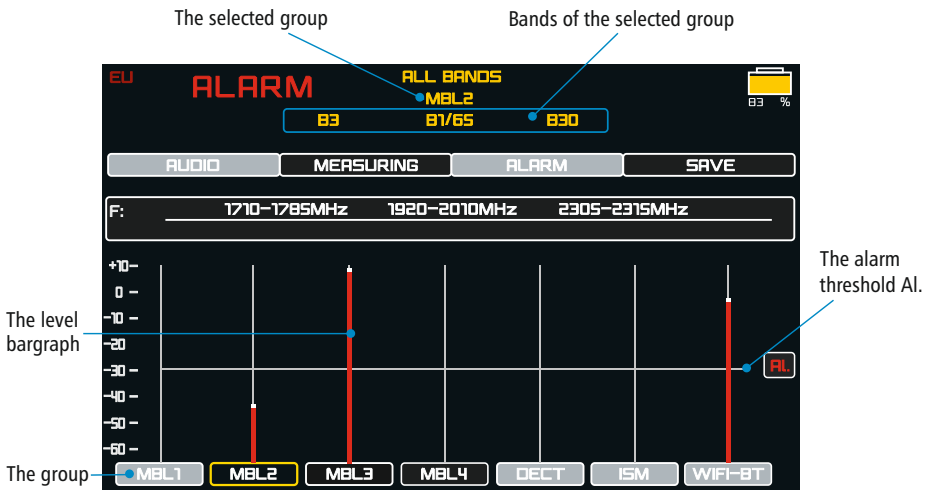 The selected group
Bands of the selected group
EU
ALARM
ALL BANDS
MBL2
B3 B1/65 B30
83 %
AUDIO MEASURING ALARM SAVE
F: 1710-1785MHz 1920-2010MHz 2305-2315MHz
The alarm
threshold Al.
The level
bargraph
+10
0
-10
-20
-30
-40
-50
-60
Al.
The group
MBL1 MBL2 MBL3 MBL4 DECT ISM WIFI-BT